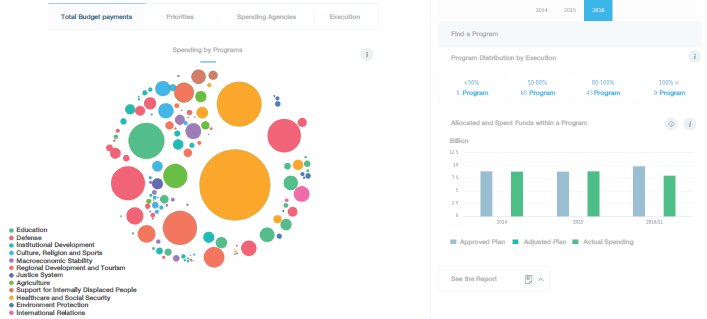 Total Budget payments
Priorities
Spending Agencies
Execution
Spending by Programs
i
Education
Defense
Institutional Development
Culture, Religion and Sports
Macroeconomic Stability
Regional Development and Tourism
Justice System
Agriculture
Support for Internally Displaced People
Healthcare and Social Security
Environment Protection
International Relations
2014 2015 2016
Find a Program
Program Distribution by Execution
i
<50% 50-80% 80-100% 100% <
65 Program 43 Program 9 Program
Allocated and Spent Funds within a Program
i
Billion
12.5
10
7.5
5
2.5
0
2014 2015 2016/11
Approved Plan Adjusted Plan Actual Spending
See the Report